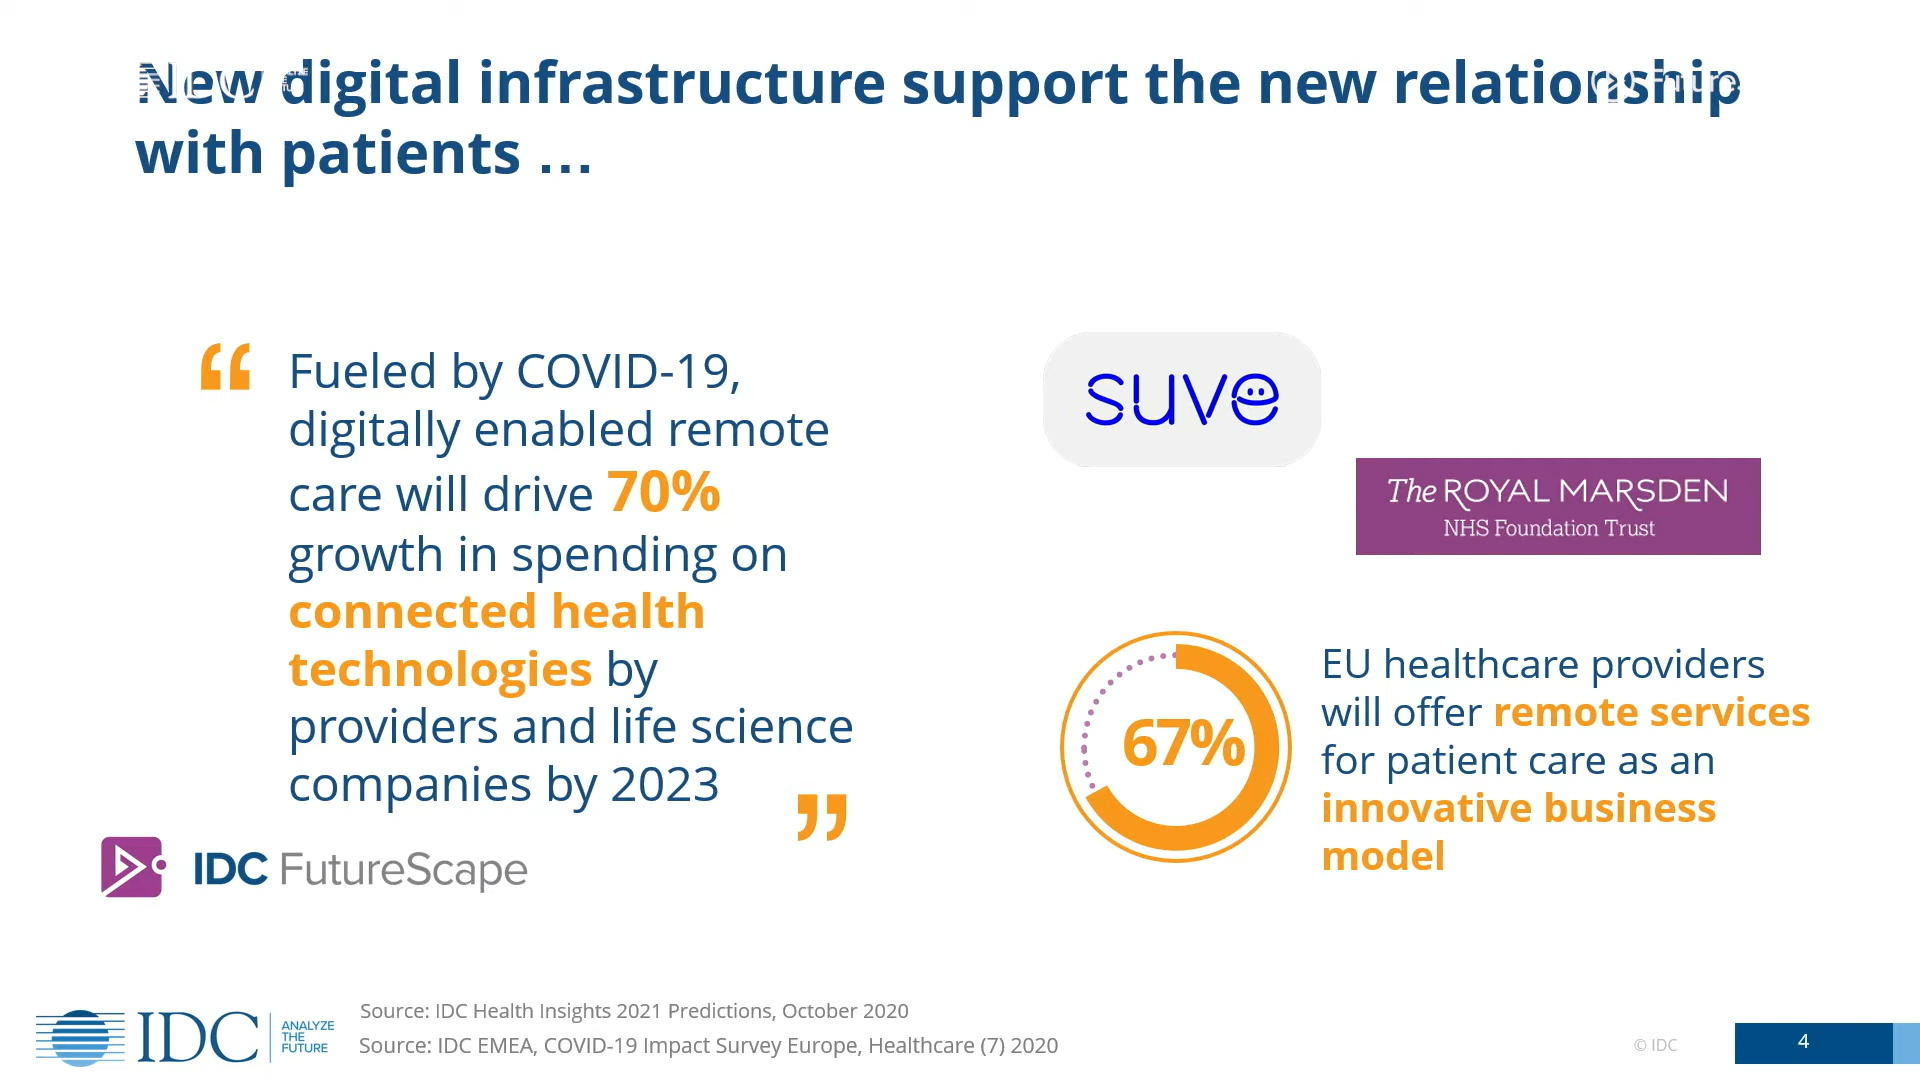 New digital infrastructure support the new relationship
with patients …
“ Fueled by COVID-19,
digitally enabled remote
care will drive 70%
growth in spending on
connected health
technologies by
providers and life science
companies by 2023 ”
IDC FutureScape
suve
The ROYAL MARSDEN
NHS Foundation Trust
67%
EU healthcare providers
will offer remote services
for patient care as an
innovative business
model
IDC
ANALYZE
THE
FUTURE
Source: IDC Health Insights 2021 Predictions, October 2020
Source: IDC EMEA, COVID-19 Impact Survey Europe, Healthcare (7) 2020
© IDC
4